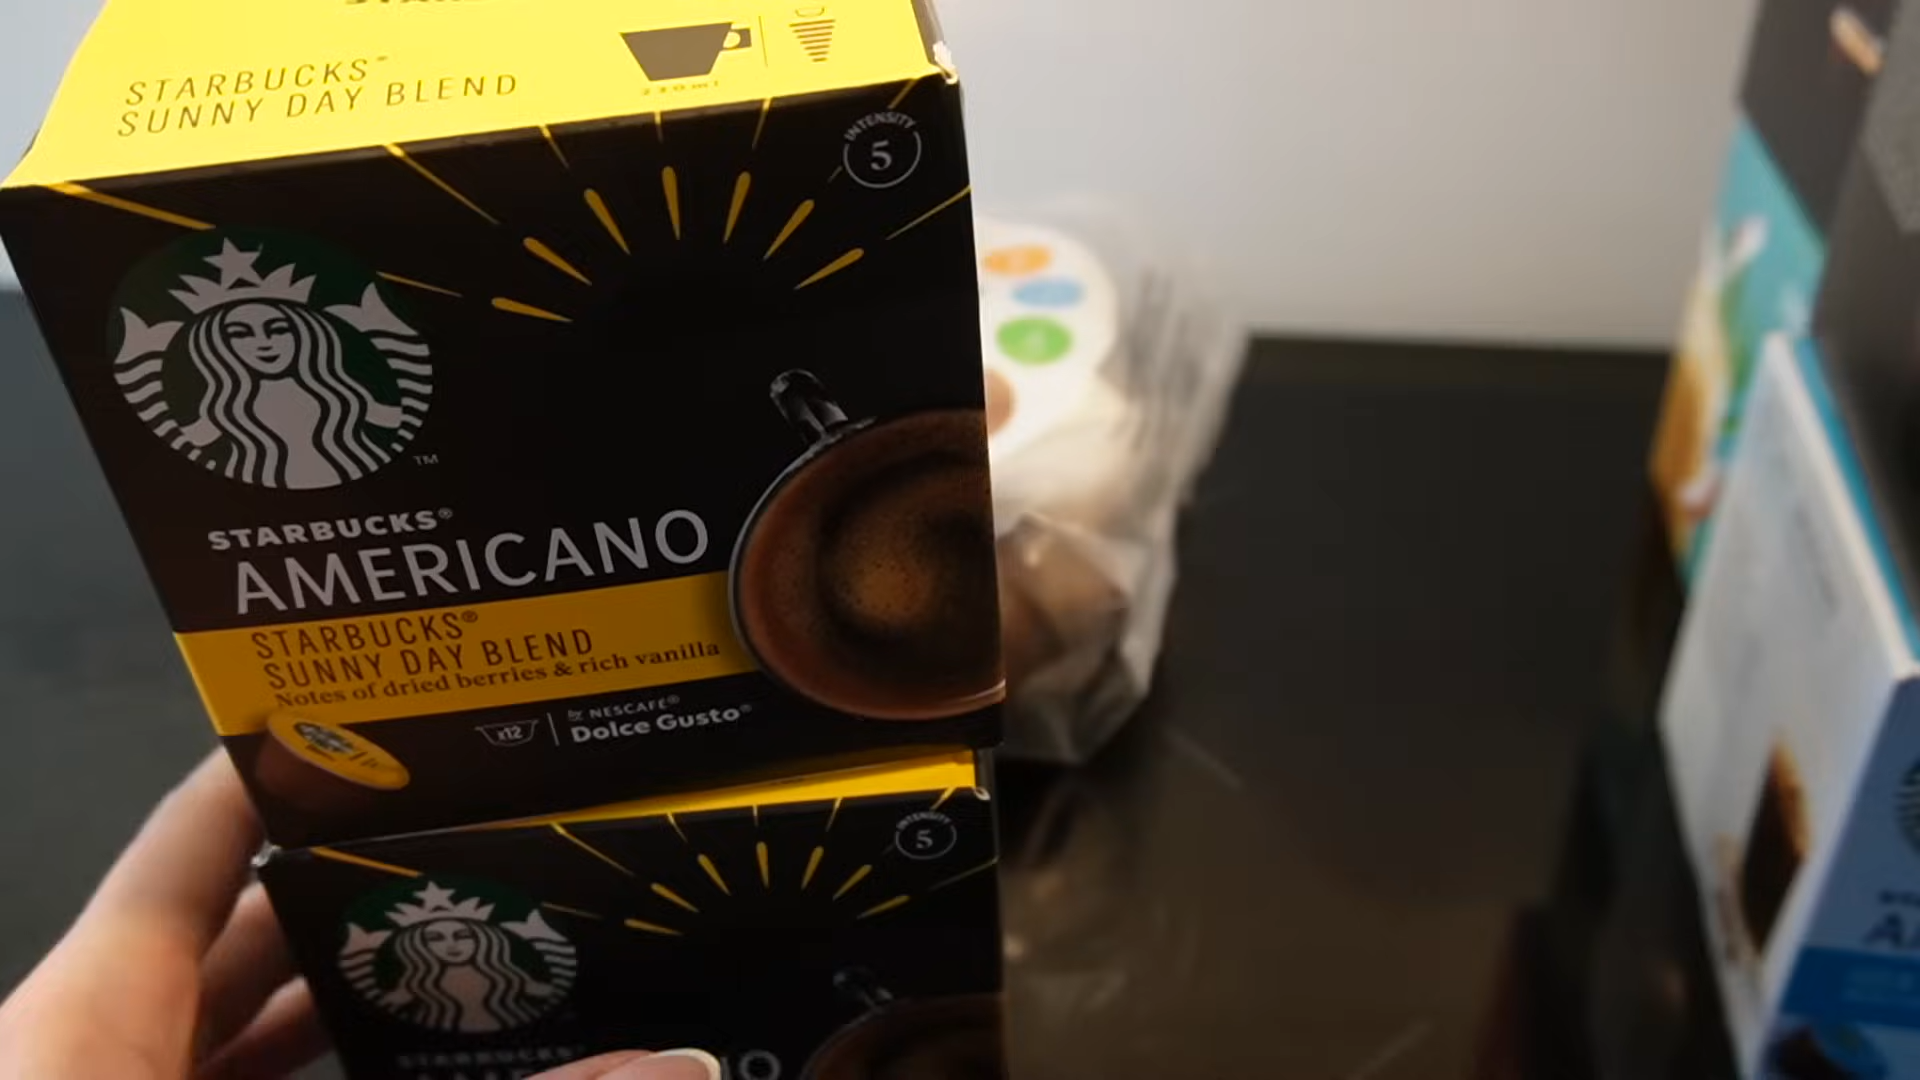 STARBUCKS
SUNNY DAY BLEND
INTENSITY
5
TM
STARBUCKS®
AMERICANO
STARBUCKS®
SUNNY DAY BLEND
Notes of dried berries & rich vanilla
x12
by NESCAFÉ®
Dolce Gusto®
INTENSITY
5
STARBUCKS